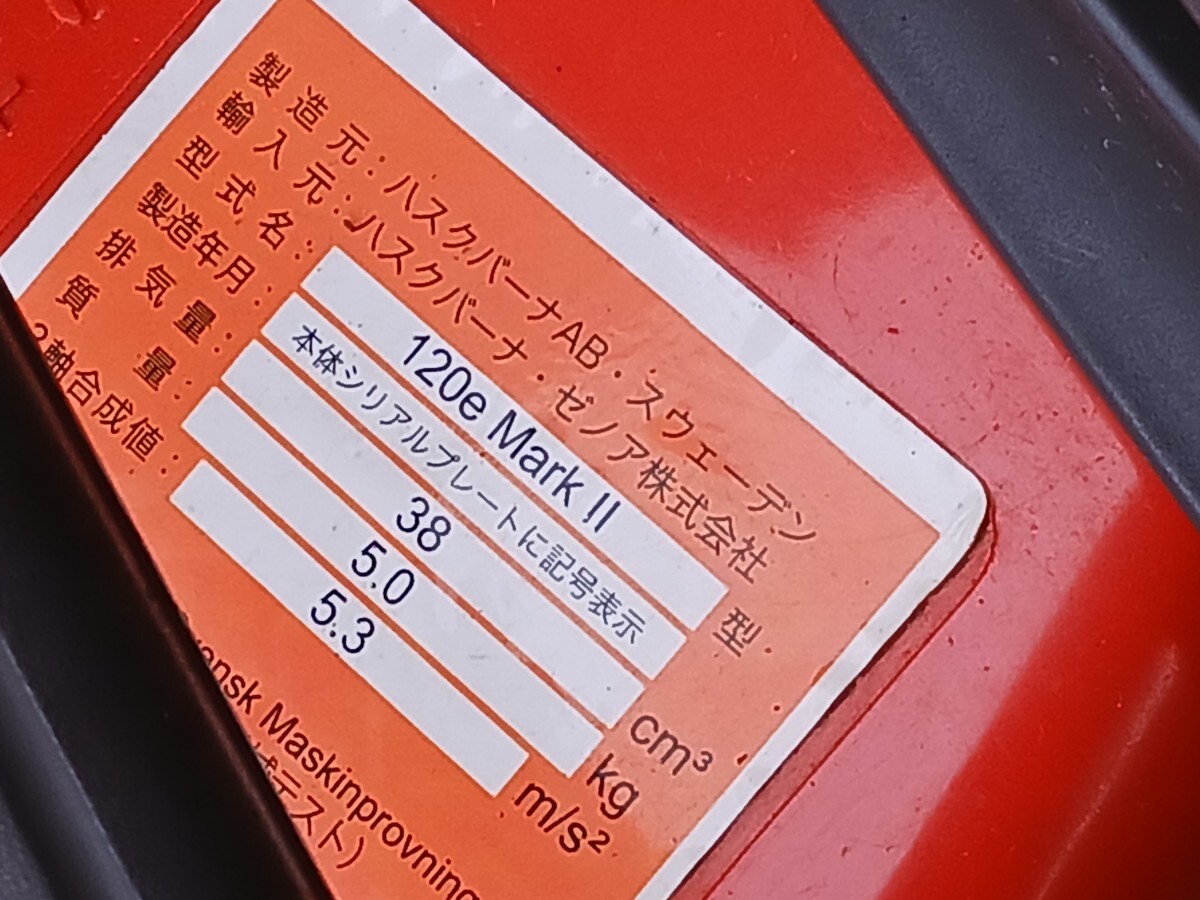 製造元：ハスクバーナAB・スウェーデン
輸入元：ハスクバーナ・ゼノア株式会社
型式名： 120e Mark II 型
製造年月： 本体シリアルプレートに記号表示
排気量： 38 cm³
質量： 5.0 kg
3軸合成値： 5.3 m/s²
Maskinprovning
テスト)